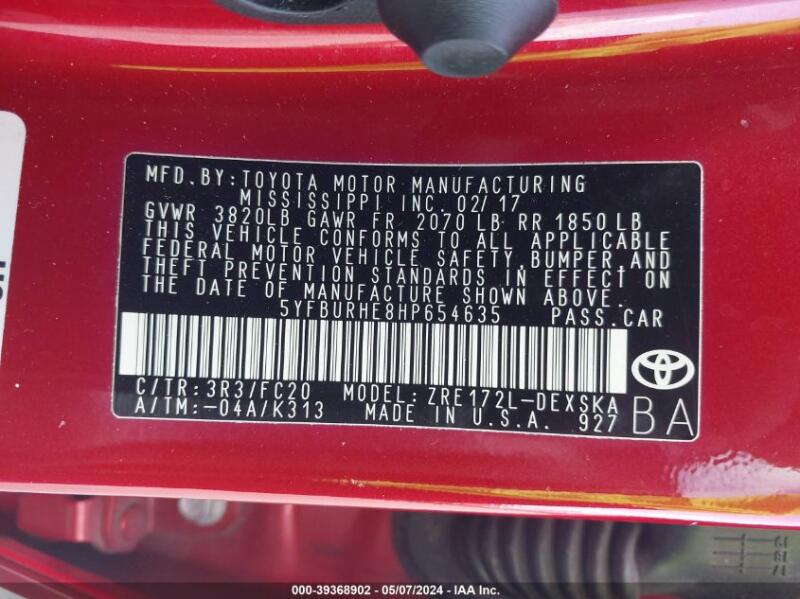 MFD. BY: TOYOTA MOTOR MANUFACTURING
MISSISSIPPI INC. 02/17
GVWR 3820LB GAWR FR 2070 LB RR 1850 LB
THIS VEHICLE CONFORMS TO ALL APPLICABLE
FEDERAL MOTOR VEHICLE SAFETY, BUMPER AND
THEFT PREVENTION STANDARDS IN EFFECT ON
THE DATE OF MANUFACTURE SHOWN ABOVE.
5YFBURHE8HP654635 PASS.CAR
C/TR: 3R3/FC20 MODEL: ZRE172L-DEXSKA
A/TM: -04A/K313 MADE IN U.S.A. 927
BA
000-39368902 - 05/07/2024 - IAA Inc.